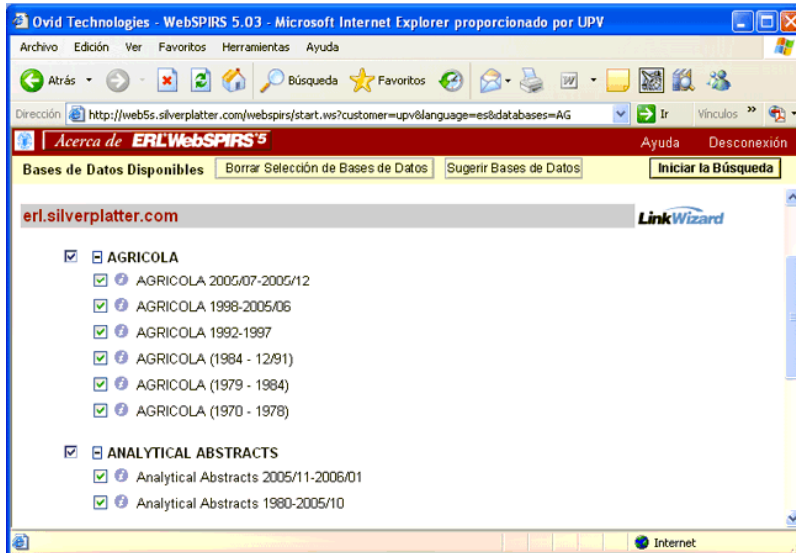 Ovid Technologies - WebSPIRS 5.03 - Microsoft Internet Explorer proporcionado por UPV
Archivo Edición Ver Favoritos Herramientas Ayuda
Atrás Búsqueda Favoritos
Dirección http://web5s.silverplatter.com/webspirs/start.ws?customer=upv&language=es&databases=AG Ir Vínculos »
Acerca de ERL WebSPIRS 5 Ayuda Desconexión
Bases de Datos Disponibles Borrar Selección de Bases de Datos Sugerir Bases de Datos Iniciar la Búsqueda
erl.silverplatter.com LinkWizard
AGRICOLA
AGRICOLA 2005/07-2005/12
AGRICOLA 1998-2005/06
AGRICOLA 1992-1997
AGRICOLA (1984 - 12/91)
AGRICOLA (1979 - 1984)
AGRICOLA (1970 - 1978)
ANALYTICAL ABSTRACTS
Analytical Abstracts 2005/11-2006/01
Analytical Abstracts 1980-2005/10
Internet